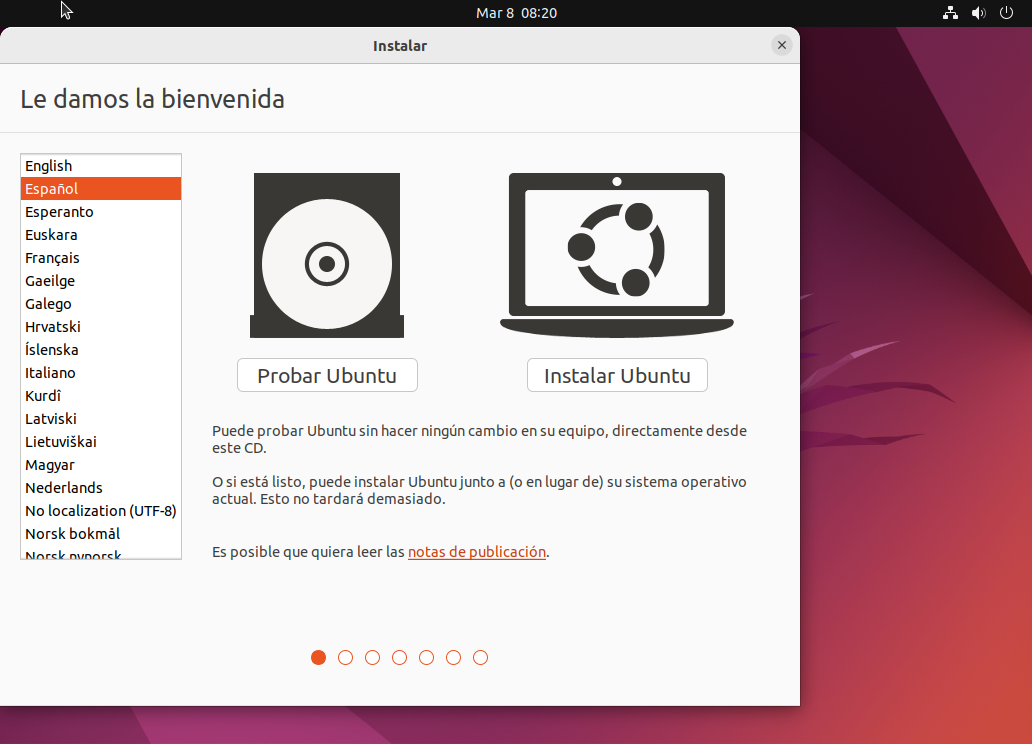 Mar 8 08:20
Instalar
Le damos la bienvenida
English
Español
Esperanto
Euskara
Français
Gaeilge
Galego
Hrvatski
Íslenska
Italiano
Kurdî
Latviski
Lietuviškai
Magyar
Nederlands
No localization (UTF-8)
Norsk bokmål
Norsk nynorsk
Probar Ubuntu
Instalar Ubuntu
Puede probar Ubuntu sin hacer ningún cambio en su equipo, directamente desde
este CD.
O si está listo, puede instalar Ubuntu junto a (o en lugar de) su sistema operativo
actual. Esto no tardará demasiado.
Es posible que quiera leer las notas de publicación.